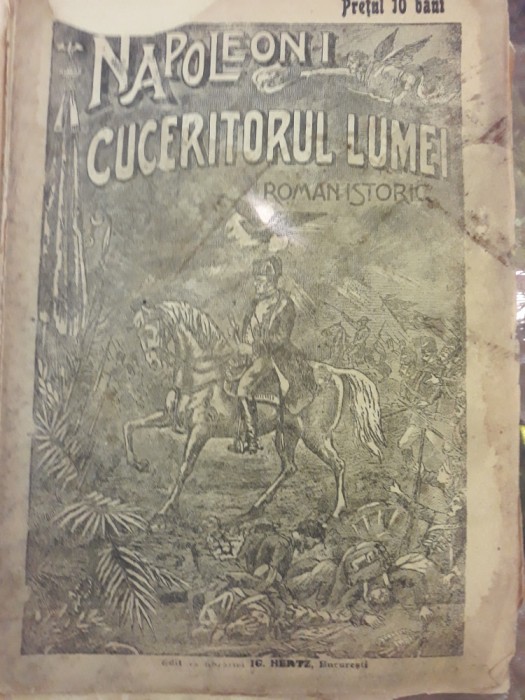 Prețul 10 bani
NAPOLEON I
CUCERITORUL LUMEI
ROMAN ISTORIC
IG. HERTZ, București